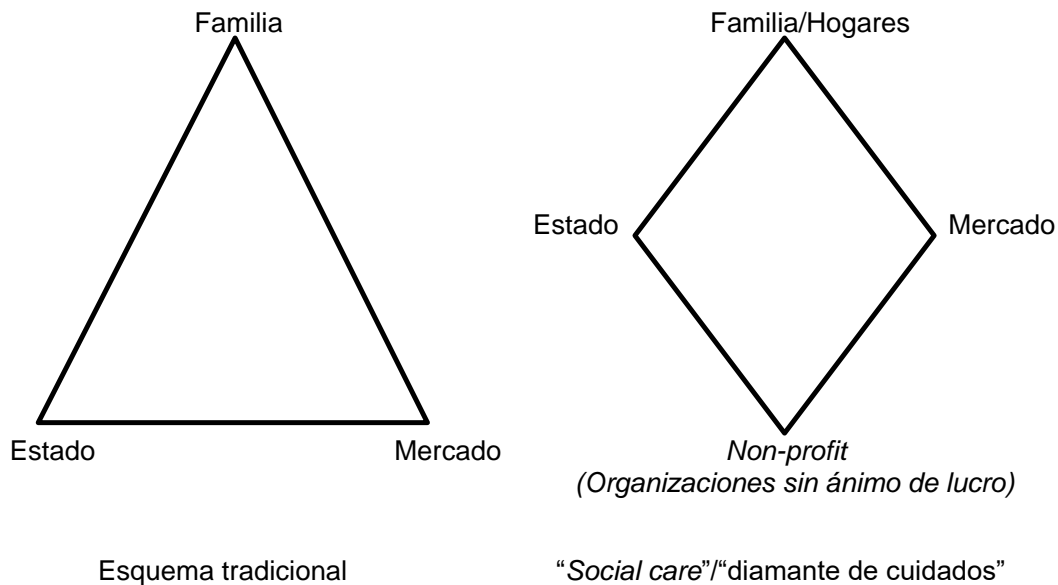 Familia
Estado
Mercado
Esquema tradicional
Familia/Hogares
Estado
Mercado
Non-profit
(Organizaciones sin ánimo de lucro)
“Social care”/“diamante de cuidados”